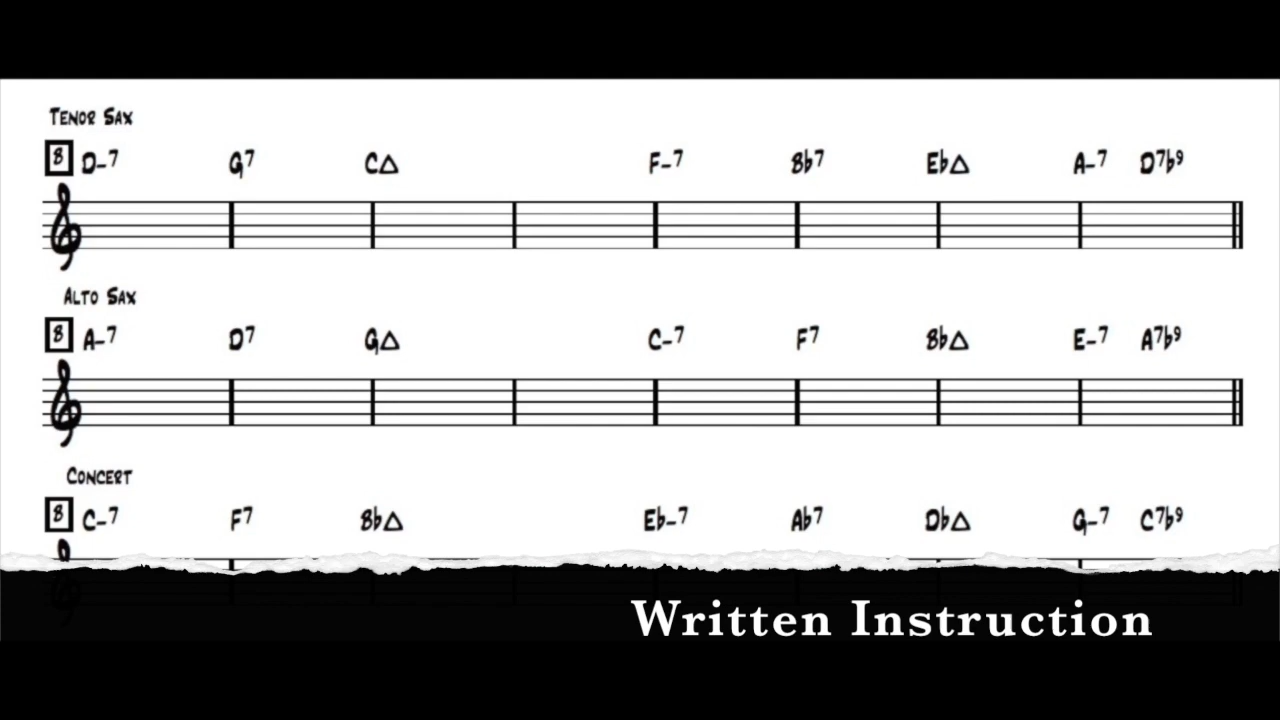 TENOR SAX
B D-7 G7 C△ F-7 Bb7 Eb△ A-7 D7b9
ALTO SAX
B A-7 D7 G△ C-7 F7 Bb△ E-7 A7b9
CONCERT
B C-7 F7 Bb△ Eb-7 Ab7 Db△ G-7 C7b9
Written Instruction